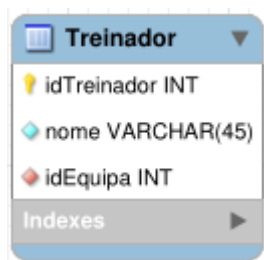 Treinador
idTreinador INT
nome VARCHAR(45)
idEquipa INT
Indexes